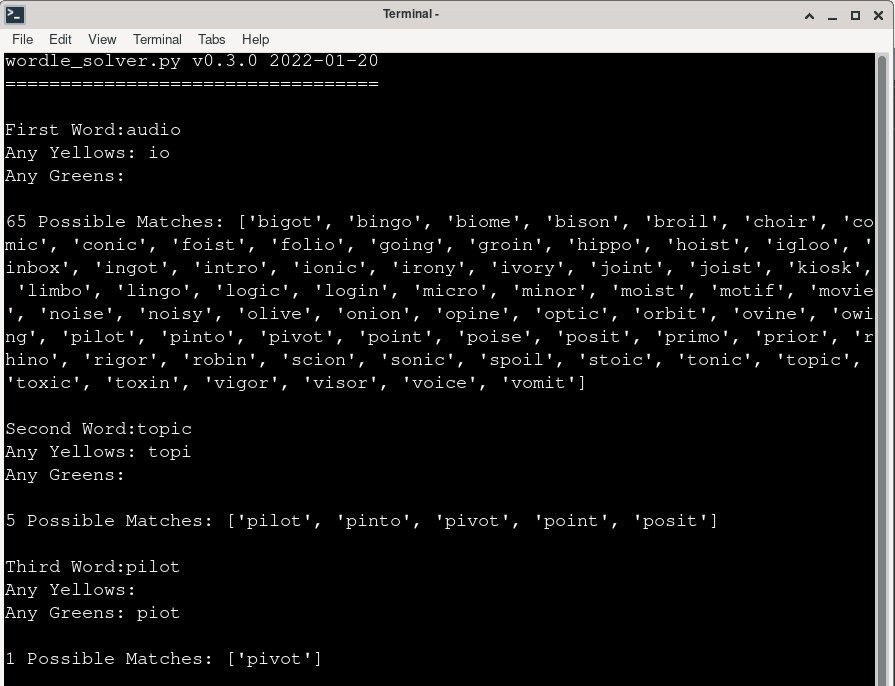 Terminal -
File Edit View Terminal Tabs Help
wordle_solver.py v0.3.0 2022-01-20
==================================
First Word:audio
Any Yellows: io
Any Greens:
65 Possible Matches: ['bigot', 'bingo', 'biome', 'bison', 'broil', 'choir', 'co
mic', 'conic', 'foist', 'folio', 'going', 'groin', 'hippo', 'hoist', 'igloo', '
inbox', 'ingot', 'intro', 'ionic', 'irony', 'ivory', 'joint', 'joist', 'kiosk',
 'limbo', 'lingo', 'logic', 'login', 'micro', 'minor', 'moist', 'motif', 'movie
', 'noise', 'noisy', 'olive', 'onion', 'opine', 'optic', 'orbit', 'ovine', 'owi
ng', 'pilot', 'pinto', 'pivot', 'point', 'poise', 'posit', 'primo', 'prior', 'r
hino', 'rigor', 'robin', 'scion', 'sonic', 'spoil', 'stoic', 'tonic', 'topic',
'toxic', 'toxin', 'vigor', 'visor', 'voice', 'vomit']
Second Word:topic
Any Yellows: topi
Any Greens:
5 Possible Matches: ['pilot', 'pinto', 'pivot', 'point', 'posit']
Third Word:pilot
Any Yellows:
Any Greens: piot
1 Possible Matches: ['pivot']